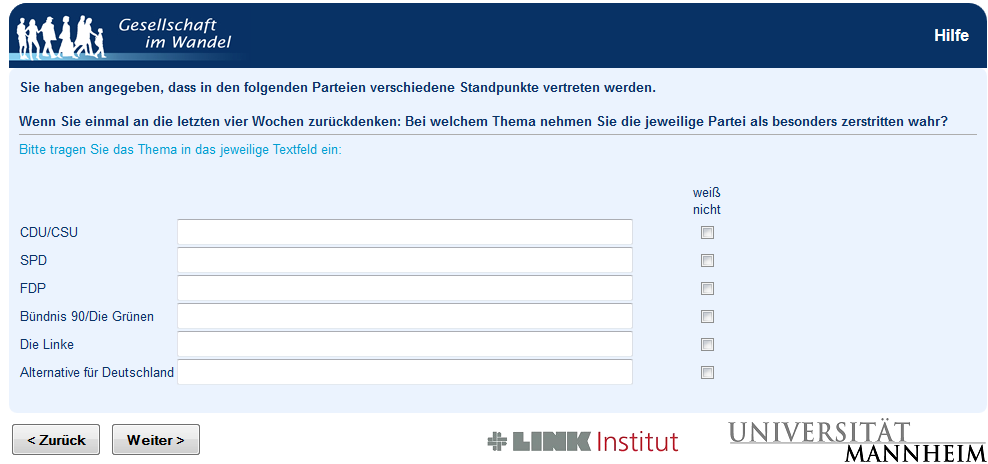 Gesellschaft
im Wandel
Hilfe
Sie haben angegeben, dass in den folgenden Parteien verschiedene Standpunkte vertreten werden.
Wenn Sie einmal an die letzten vier Wochen zurückdenken: Bei welchem Thema nehmen Sie die jeweilige Partei als besonders zerstritten wahr?
Bitte tragen Sie das Thema in das jeweilige Textfeld ein:
weiß
nicht
CDU/CSU
SPD
FDP
Bündnis 90/Die Grünen
Die Linke
Alternative für Deutschland
< Zurück
Weiter >
LINK Institut
UNIVERSITÄT
MANNHEIM